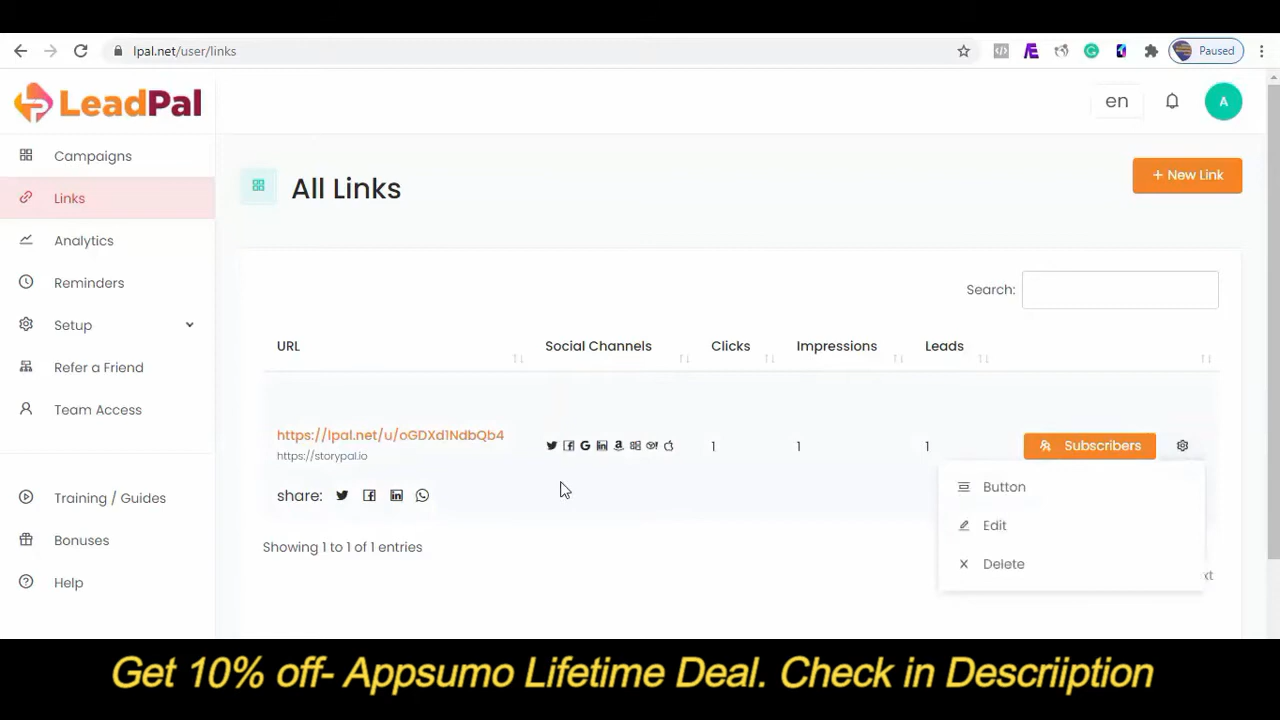 lpal.net/user/links
Paused
LeadPal
en
A
Campaigns
Links
Analytics
Reminders
Setup
Refer a Friend
Team Access
Training / Guides
Bonuses
Help
All Links
+ New Link
Search:
URL Social Channels Clicks Impressions Leads
https://lpal.net/u/oGDXd1NdbQb4
https://storypal.io
1 1 1 Subscribers
share:
Button
Edit
Delete
Showing 1 to 1 of 1 entries
xt
Get 10% off- Appsumo Lifetime Deal. Check in Descriiption